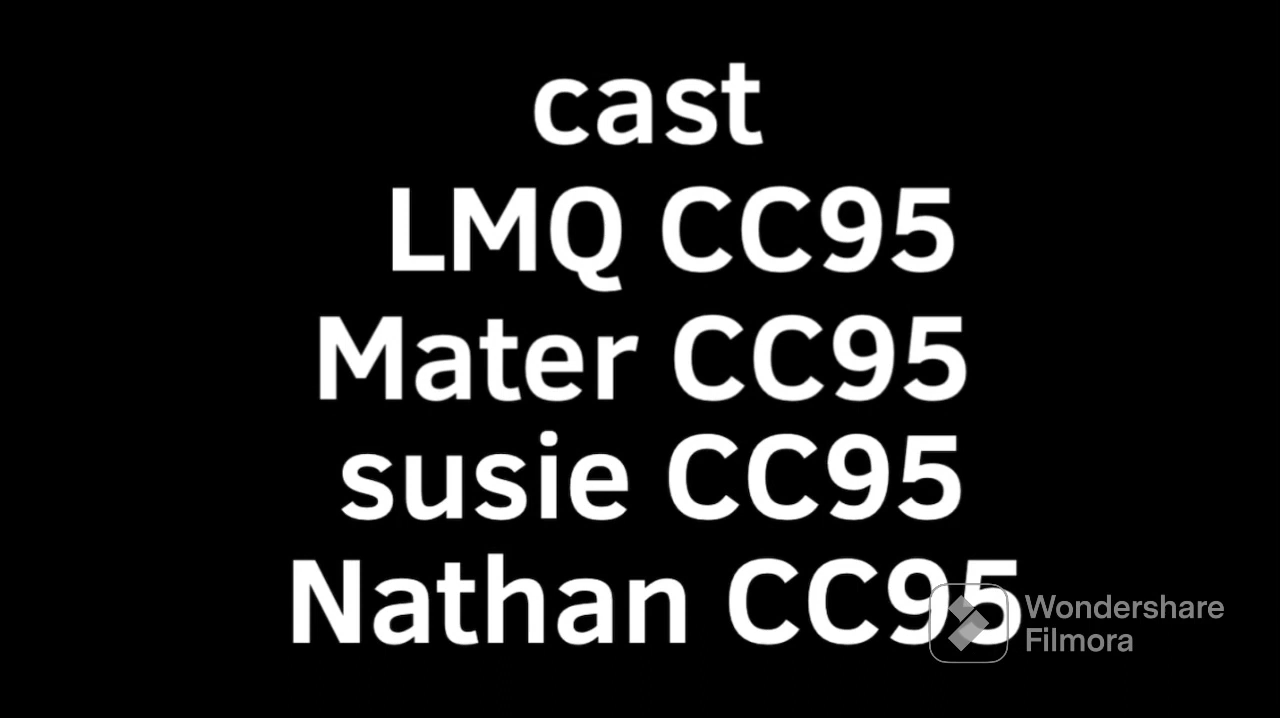 cast
LMQ CC95
Mater CC95
susie CC95
Nathan CC95
Wondershare
Filmora